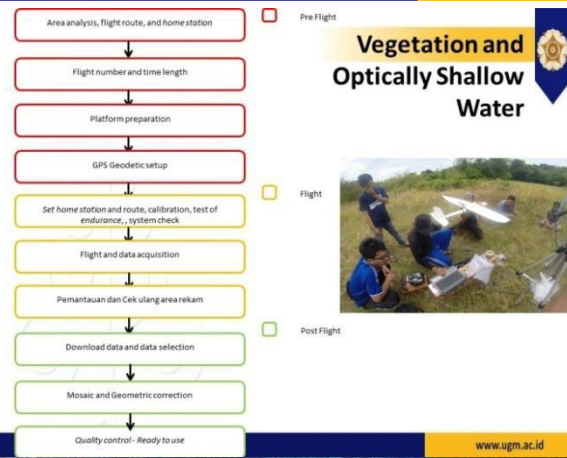 Area analysis, flight route, and home station
Flight number and time length
Platform preparation
GPS Geodetic setup
Set home station and route, calibration, test of
endurance, , system check
Flight and data acquisition
Pemantauan dan Cek ulang area rekam
Download data and data selection
Mosaic and Geometric correction
Quality control - Ready to use
Pre Flight
Flight
Post Flight
Vegetation and
Optically Shallow
Water
www.ugm.ac.id